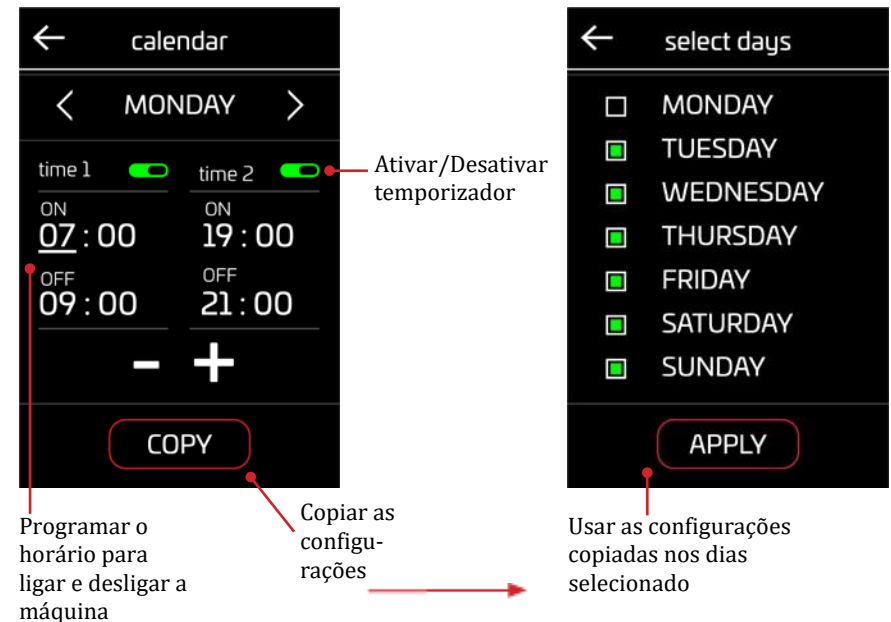 calendar
MONDAY
time 1
time 2
ON
07 : 00
ON
19 : 00
OFF
09 : 00
OFF
21 : 00
- +
COPY
Ativar/Desativar
temporizador
Programar o
horário para
ligar e desligar a
máquina
Copiar as
configu-
rações
select days
MONDAY
TUESDAY
WEDNESDAY
THURSDAY
FRIDAY
SATURDAY
SUNDAY
APPLY
Usar as configurações
copiadas nos dias
selecionado